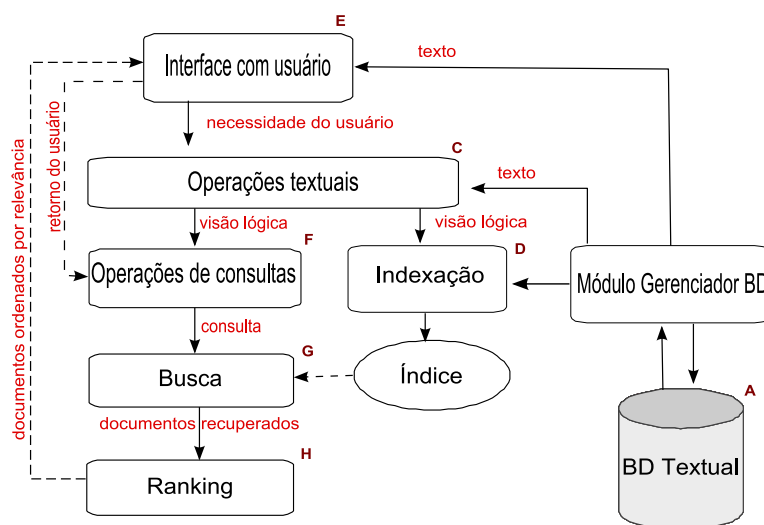 E
Interface com usuário
texto
necessidade do usuário
C
Operações textuais
texto
visão lógica
visão lógica
F
Operações de consultas
D
Indexação
Módulo Gerenciador BD
consulta
G
Busca
Índice
A
BD Textual
documentos recuperados
H
Ranking
retorno do usuário
documentos ordenados por relevância